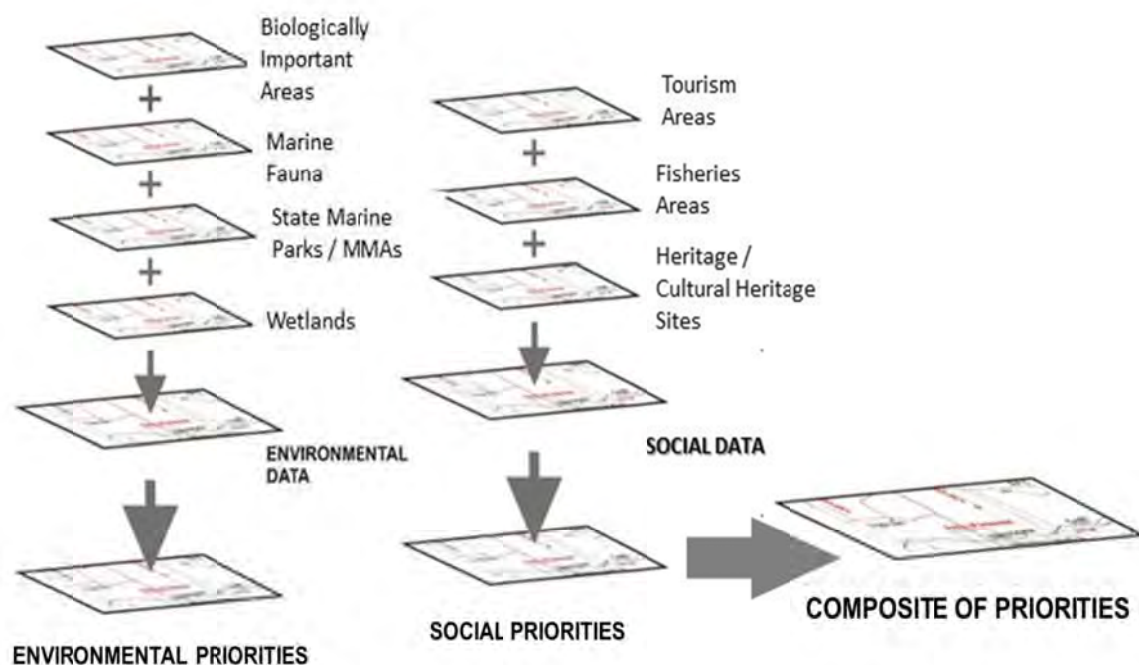 Biologically
Important
Areas
Marine
Fauna
State Marine
Parks / MMAs
Wetlands
ENVIRONMENTAL
DATA
ENVIRONMENTAL PRIORITIES
Tourism
Areas
Fisheries
Areas
Heritage /
Cultural Heritage
Sites
SOCIAL DATA
SOCIAL PRIORITIES
COMPOSITE OF PRIORITIES